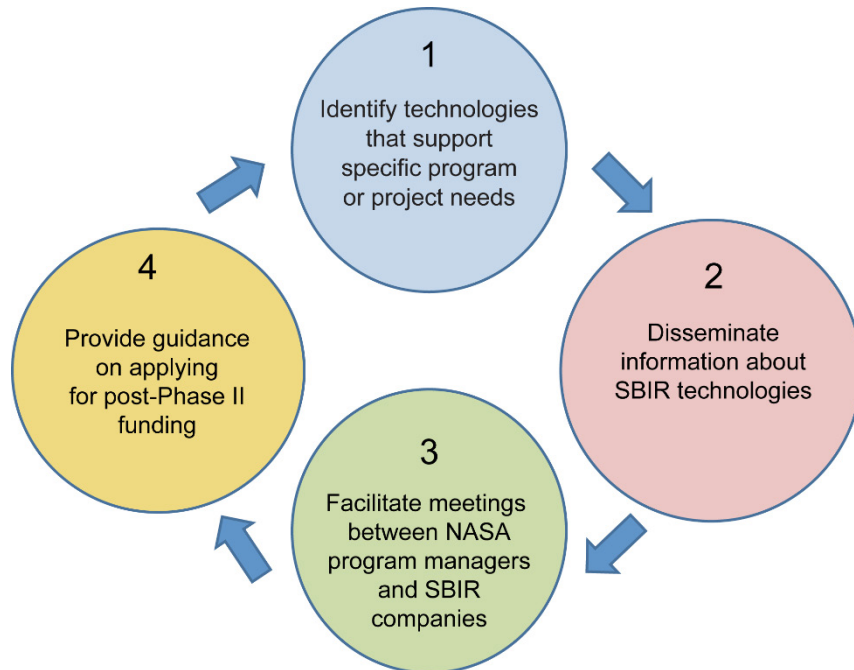 1
Identify technologies
that support
specific program
or project needs
2
Disseminate
information about
SBIR technologies
3
Facilitate meetings
between NASA
program managers
and SBIR
companies
4
Provide guidance
on applying
for post-Phase II
funding